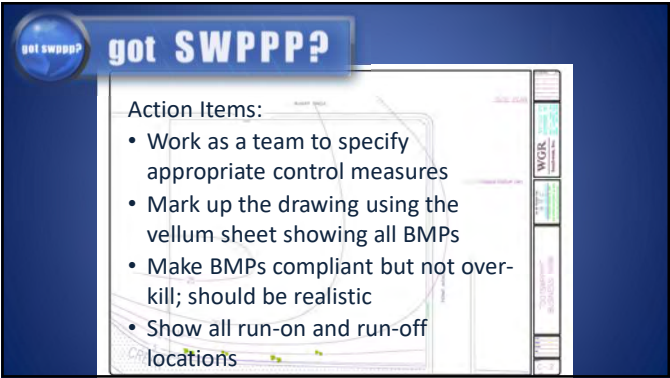 got swppp?
got SWPPP?
Action Items:
• Work as a team to specify
appropriate control measures
• Mark up the drawing using the
vellum sheet showing all BMPs
• Make BMPs compliant but not over-
kill; should be realistic
• Show all run-on and run-off
locations
WGR